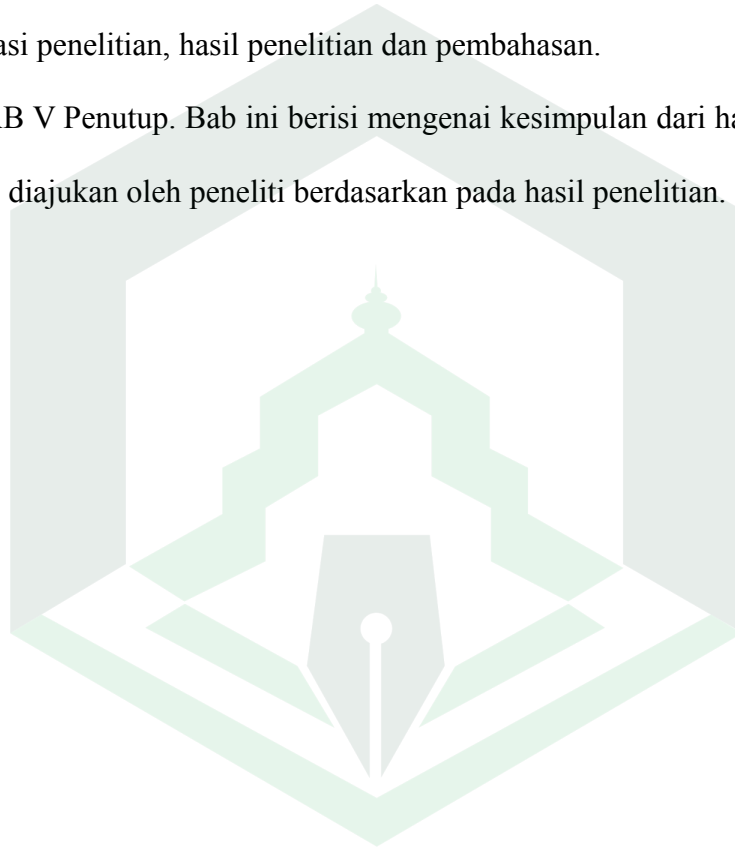 asi penelitian, hasil penelitian dan pembahasan.
B V Penutup. Bab ini berisi mengenai kesimpulan dari ha
diajukan oleh peneliti berdasarkan pada hasil penelitian.